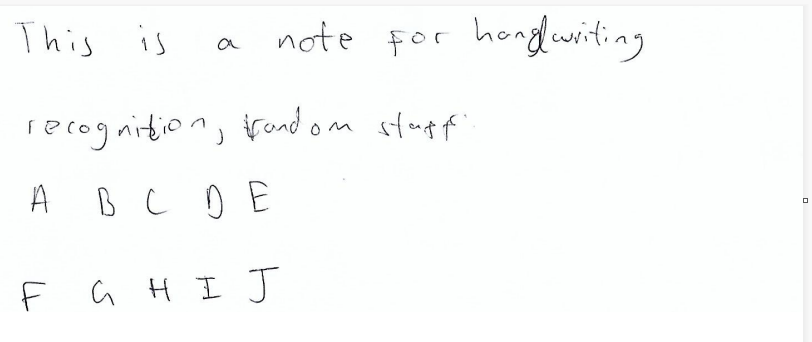 This is a note for handwriting
recognition, random stuff.
A B C D E
F G H I J